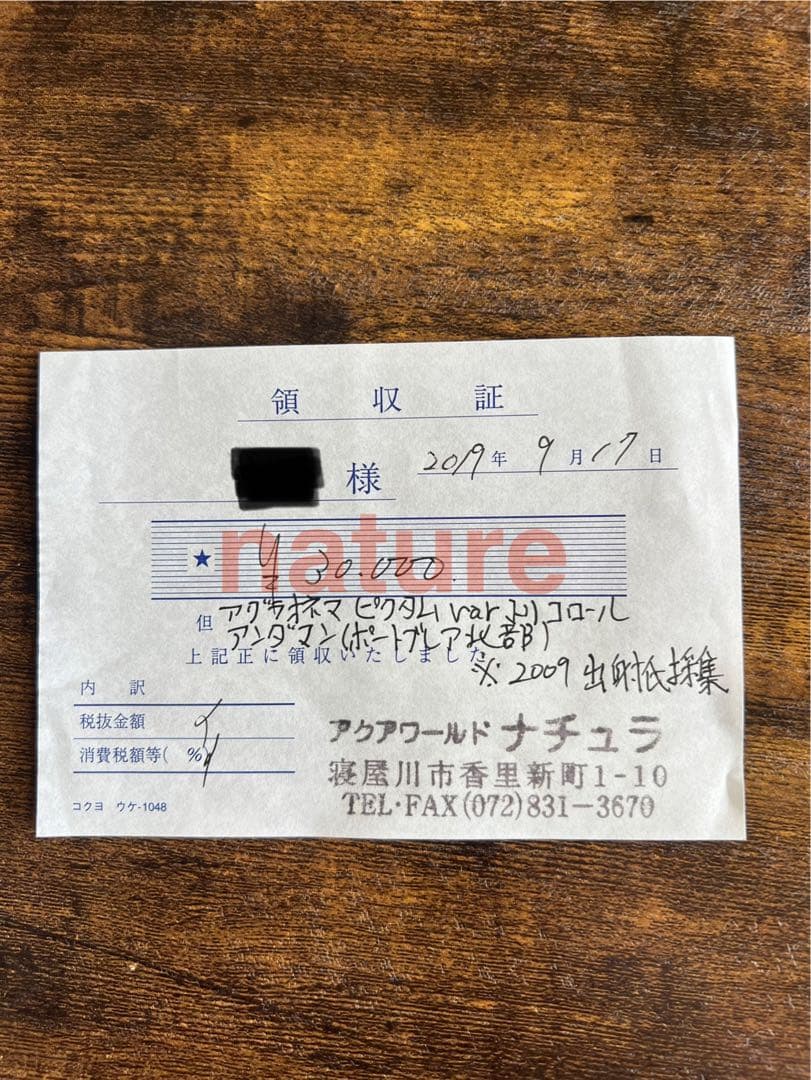 領収証
様 2019年9月17日
nature
★ ¥30.000.
但 アグラオネマ ピクタム var トリコロール
アンダマン(ポートブレア北部)
上記正に領収いたしました
※2009 出射氏採集
内訳
税抜金額
消費税額等( %)
アクアワールド ナチュラ
寝屋川市香里新町1-10
TEL・FAX(072)831-3670
コクヨ ウケ-1048